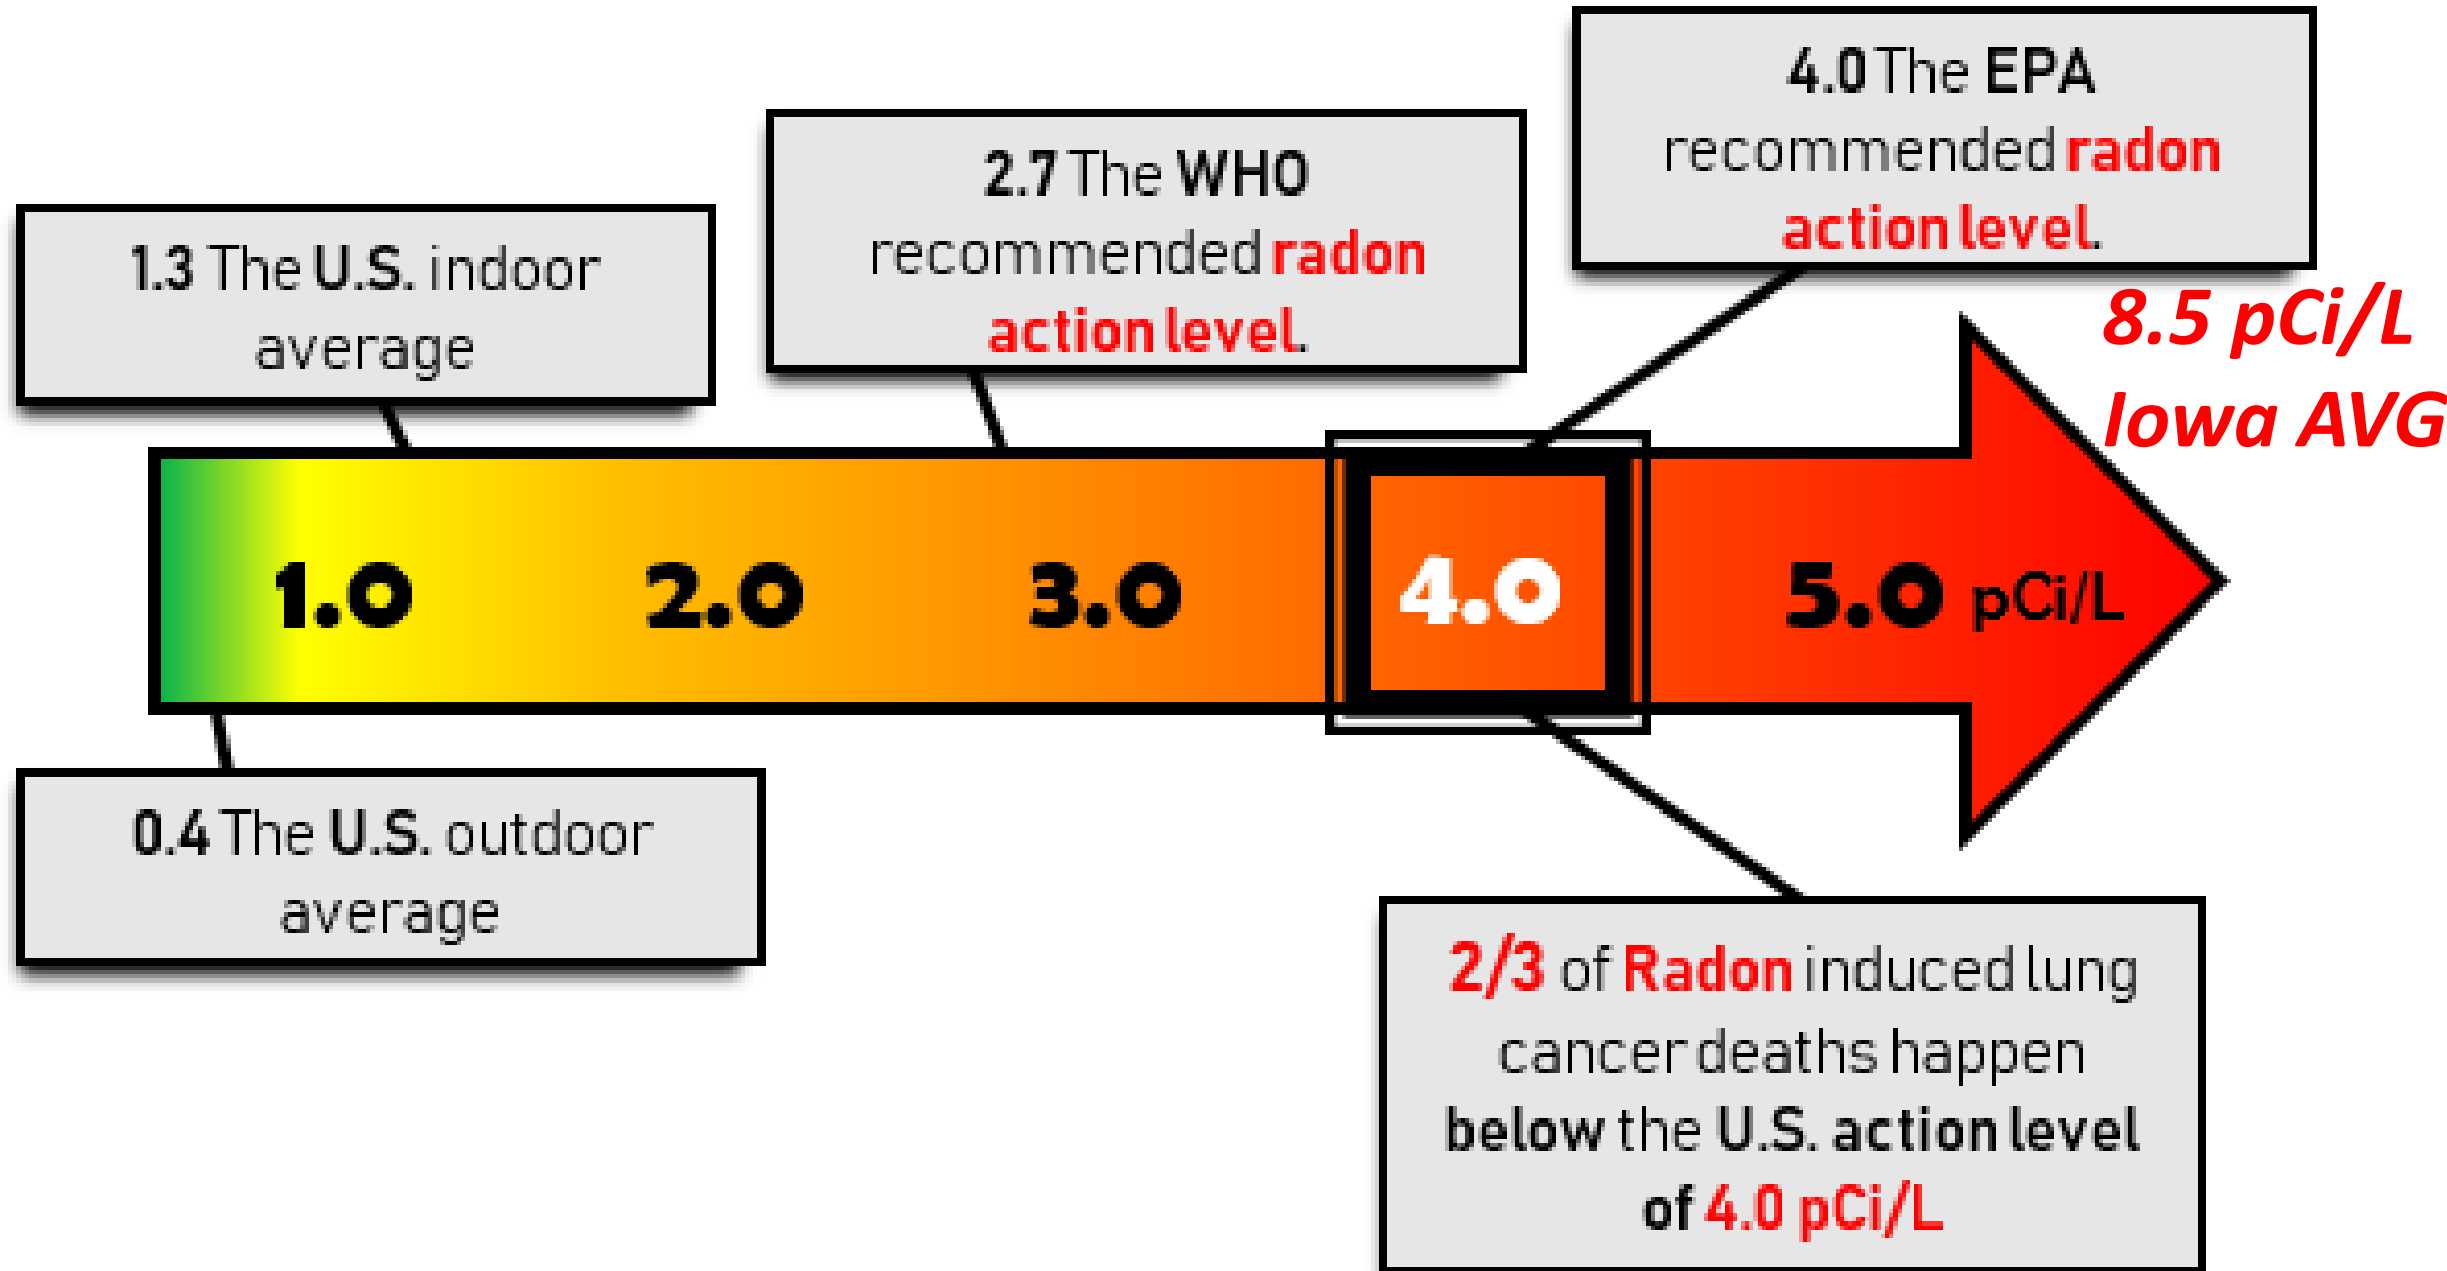 4.0 The EPA
recommended radon
action level.
2.7 The WHO
recommended radon
action level.
1.3 The U.S. indoor
average
8.5 pCi/L
Iowa AVG
1.0
2.0
3.0
4.0
5.0 pCi/L
0.4 The U.S. outdoor
average
2/3 of Radon induced lung
cancer deaths happen
below the U.S. action level
of 4.0 pCi/L